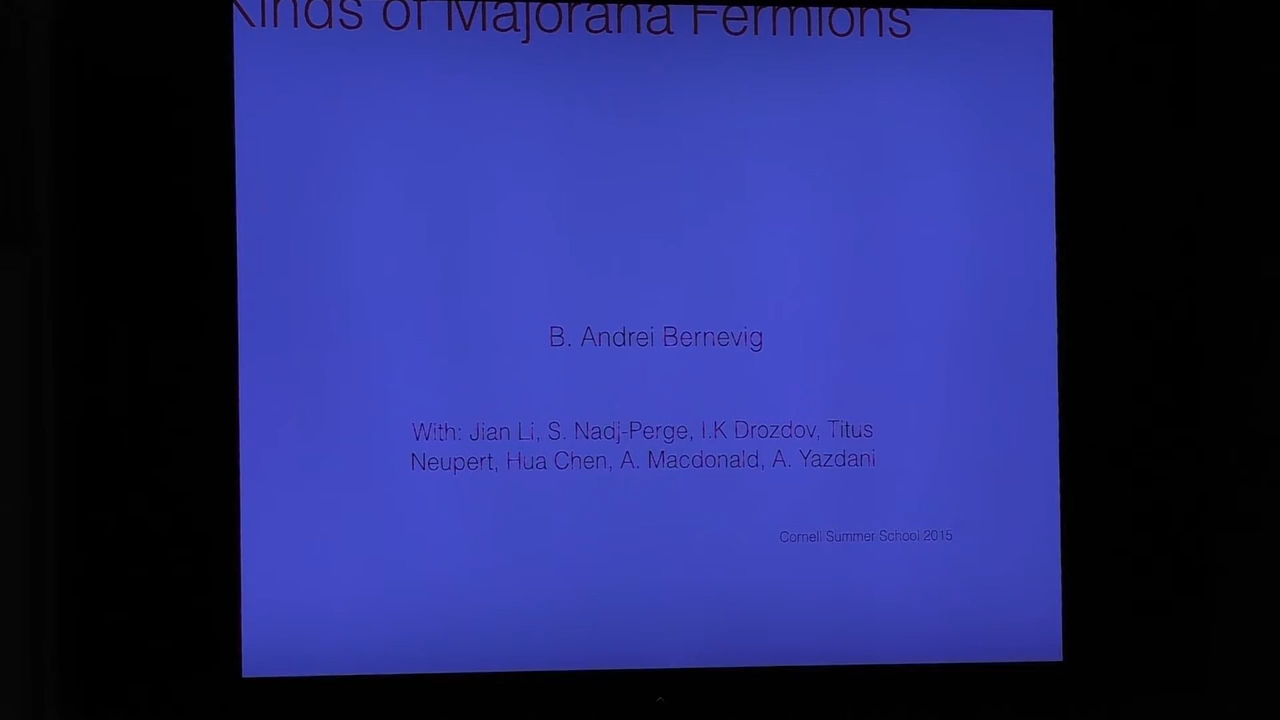 Kinds of Majorana Fermions
B. Andrei Bernevig
With: Jian Li, S. Nadj-Perge, I.K Drozdov, Titus
Neupert, Hua Chen, A. Macdonald, A. Yazdani
Cornell Summer School 2015